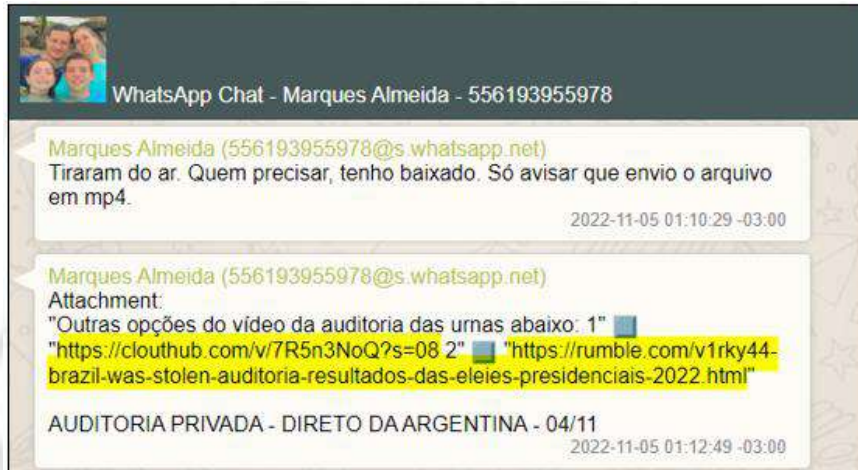 WhatsApp Chat - Marques Almeida - 556193955978
Marques Almeida (556193955978@s.whatsapp.net)
Tiraram do ar. Quem precisar, tenho baixado. Só avisar que envio o arquivo
em mp4.
2022-11-05 01:10:29 -03:00
Marques Almeida (556193955978@s.whatsapp.net)
Attachment:
"Outras opções do vídeo da auditoria das urnas abaixo: 1"
"https://clouthub.com/v/7R5n3NoQ?s=08 2" "https://rumble.com/v1rky44-
brazil-was-stolen-auditoria-resultados-das-eleies-presidenciais-2022.html"
AUDITORIA PRIVADA - DIRETO DA ARGENTINA - 04/11
2022-11-05 01:12:49 -03:00